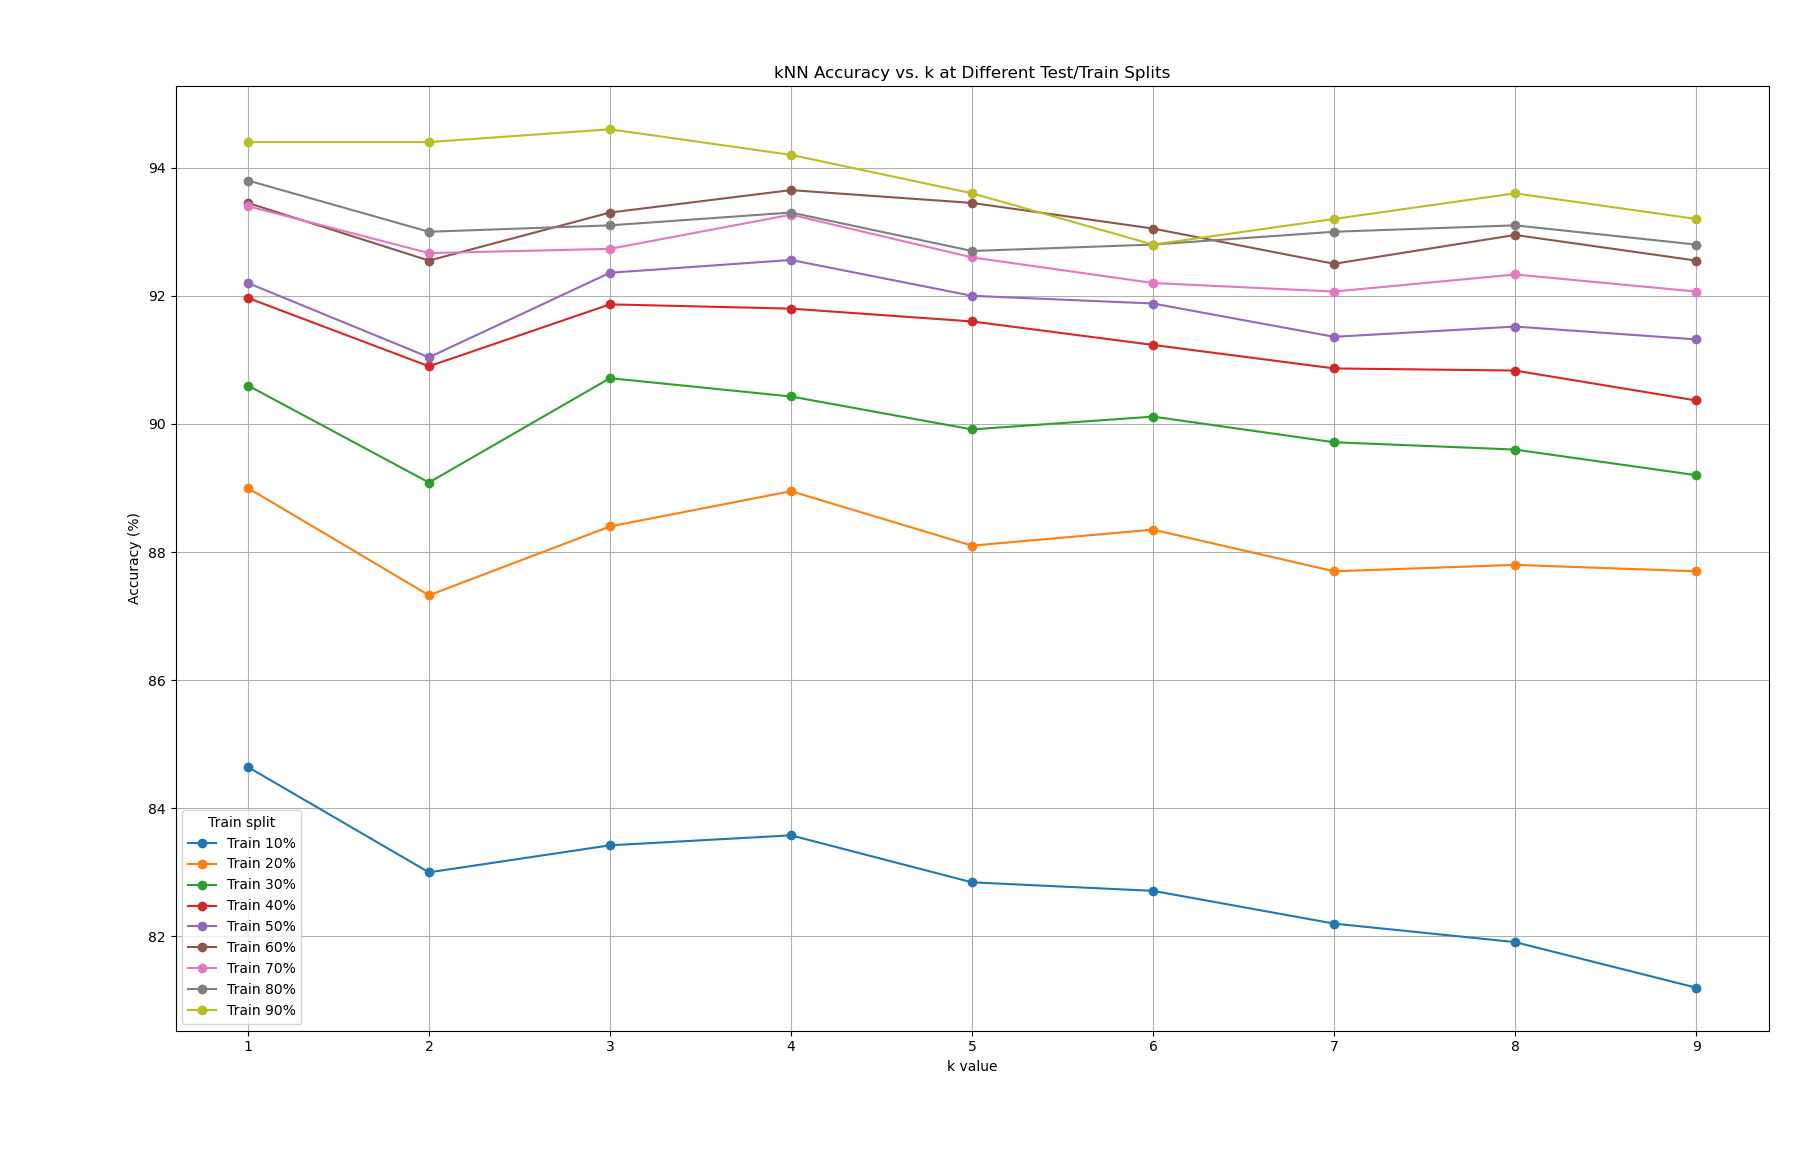 kNN Accuracy vs. k at Different Test/Train Splits
Accuracy (%)
94
92
90
88
86
84
82
Train split
Train 10%
Train 20%
Train 30%
Train 40%
Train 50%
Train 60%
Train 70%
Train 80%
Train 90%
1 2 3 4 5 6 7 8 9
k value